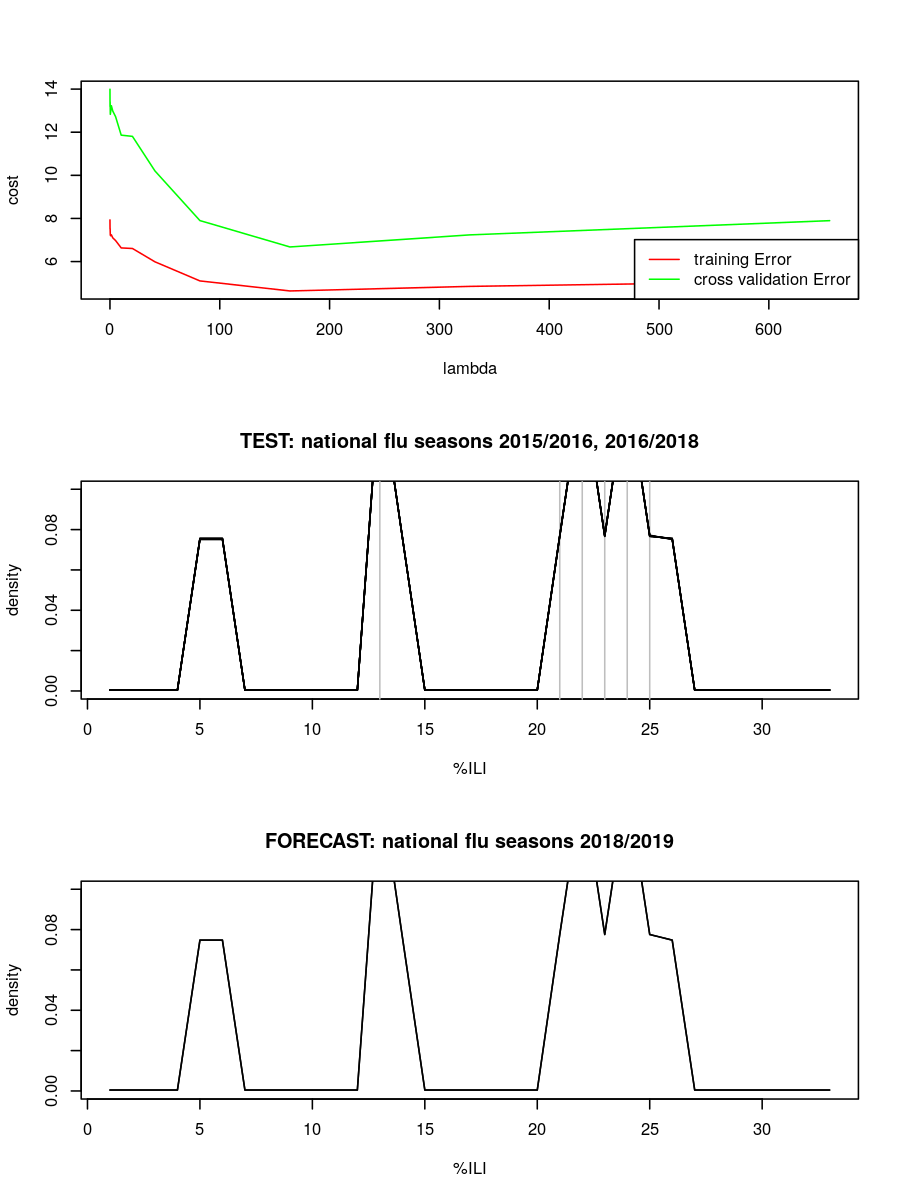 14
12
10
8
6
cost
training Error
cross validation Error
0 100 200 300 400 500 600
lambda
TEST: national flu seasons 2015/2016, 2016/2018
0.08
0.04
0.00
density
0 5 10 15 20 25 30
%ILI
FORECAST: national flu seasons 2018/2019
0.08
0.04
0.00
density
0 5 10 15 20 25 30
%ILI